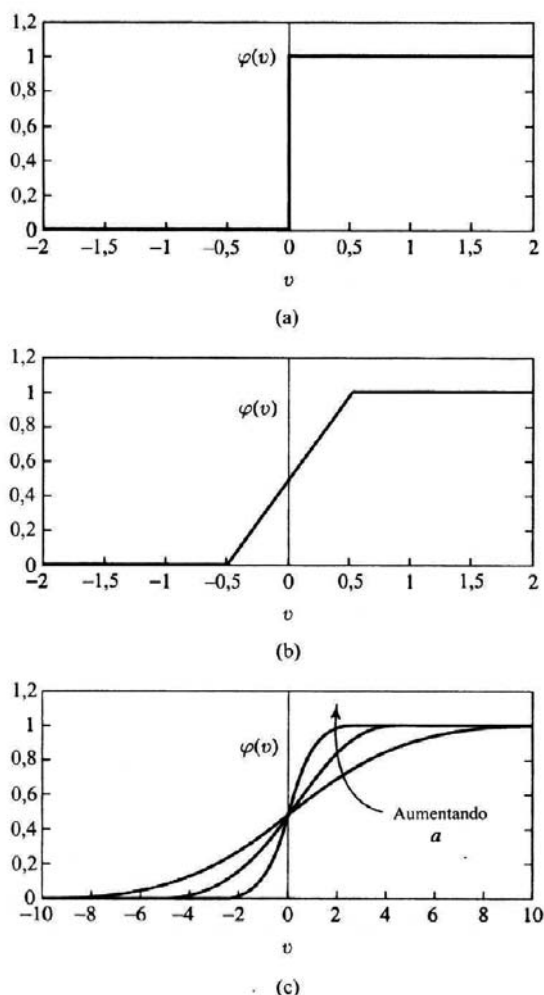 1,2
φ(v)
1
0,8
0,6
0,4
0,2
0
−2 −1,5 −1 −0,5 0 0,5 1 1,5 2
v
(a)
1,2
1
φ(v)
0,8
0,6
0,4
0,2
0
−2 −1,5 −1 −0,5 0 0,5 1 1,5 2
v
(b)
1,2
1
φ(v)
0,8
0,6
Aumentando
0,4
a
0,2
0
−10 −8 −6 −4 −2 0 2 4 6 8 10
v
(c)